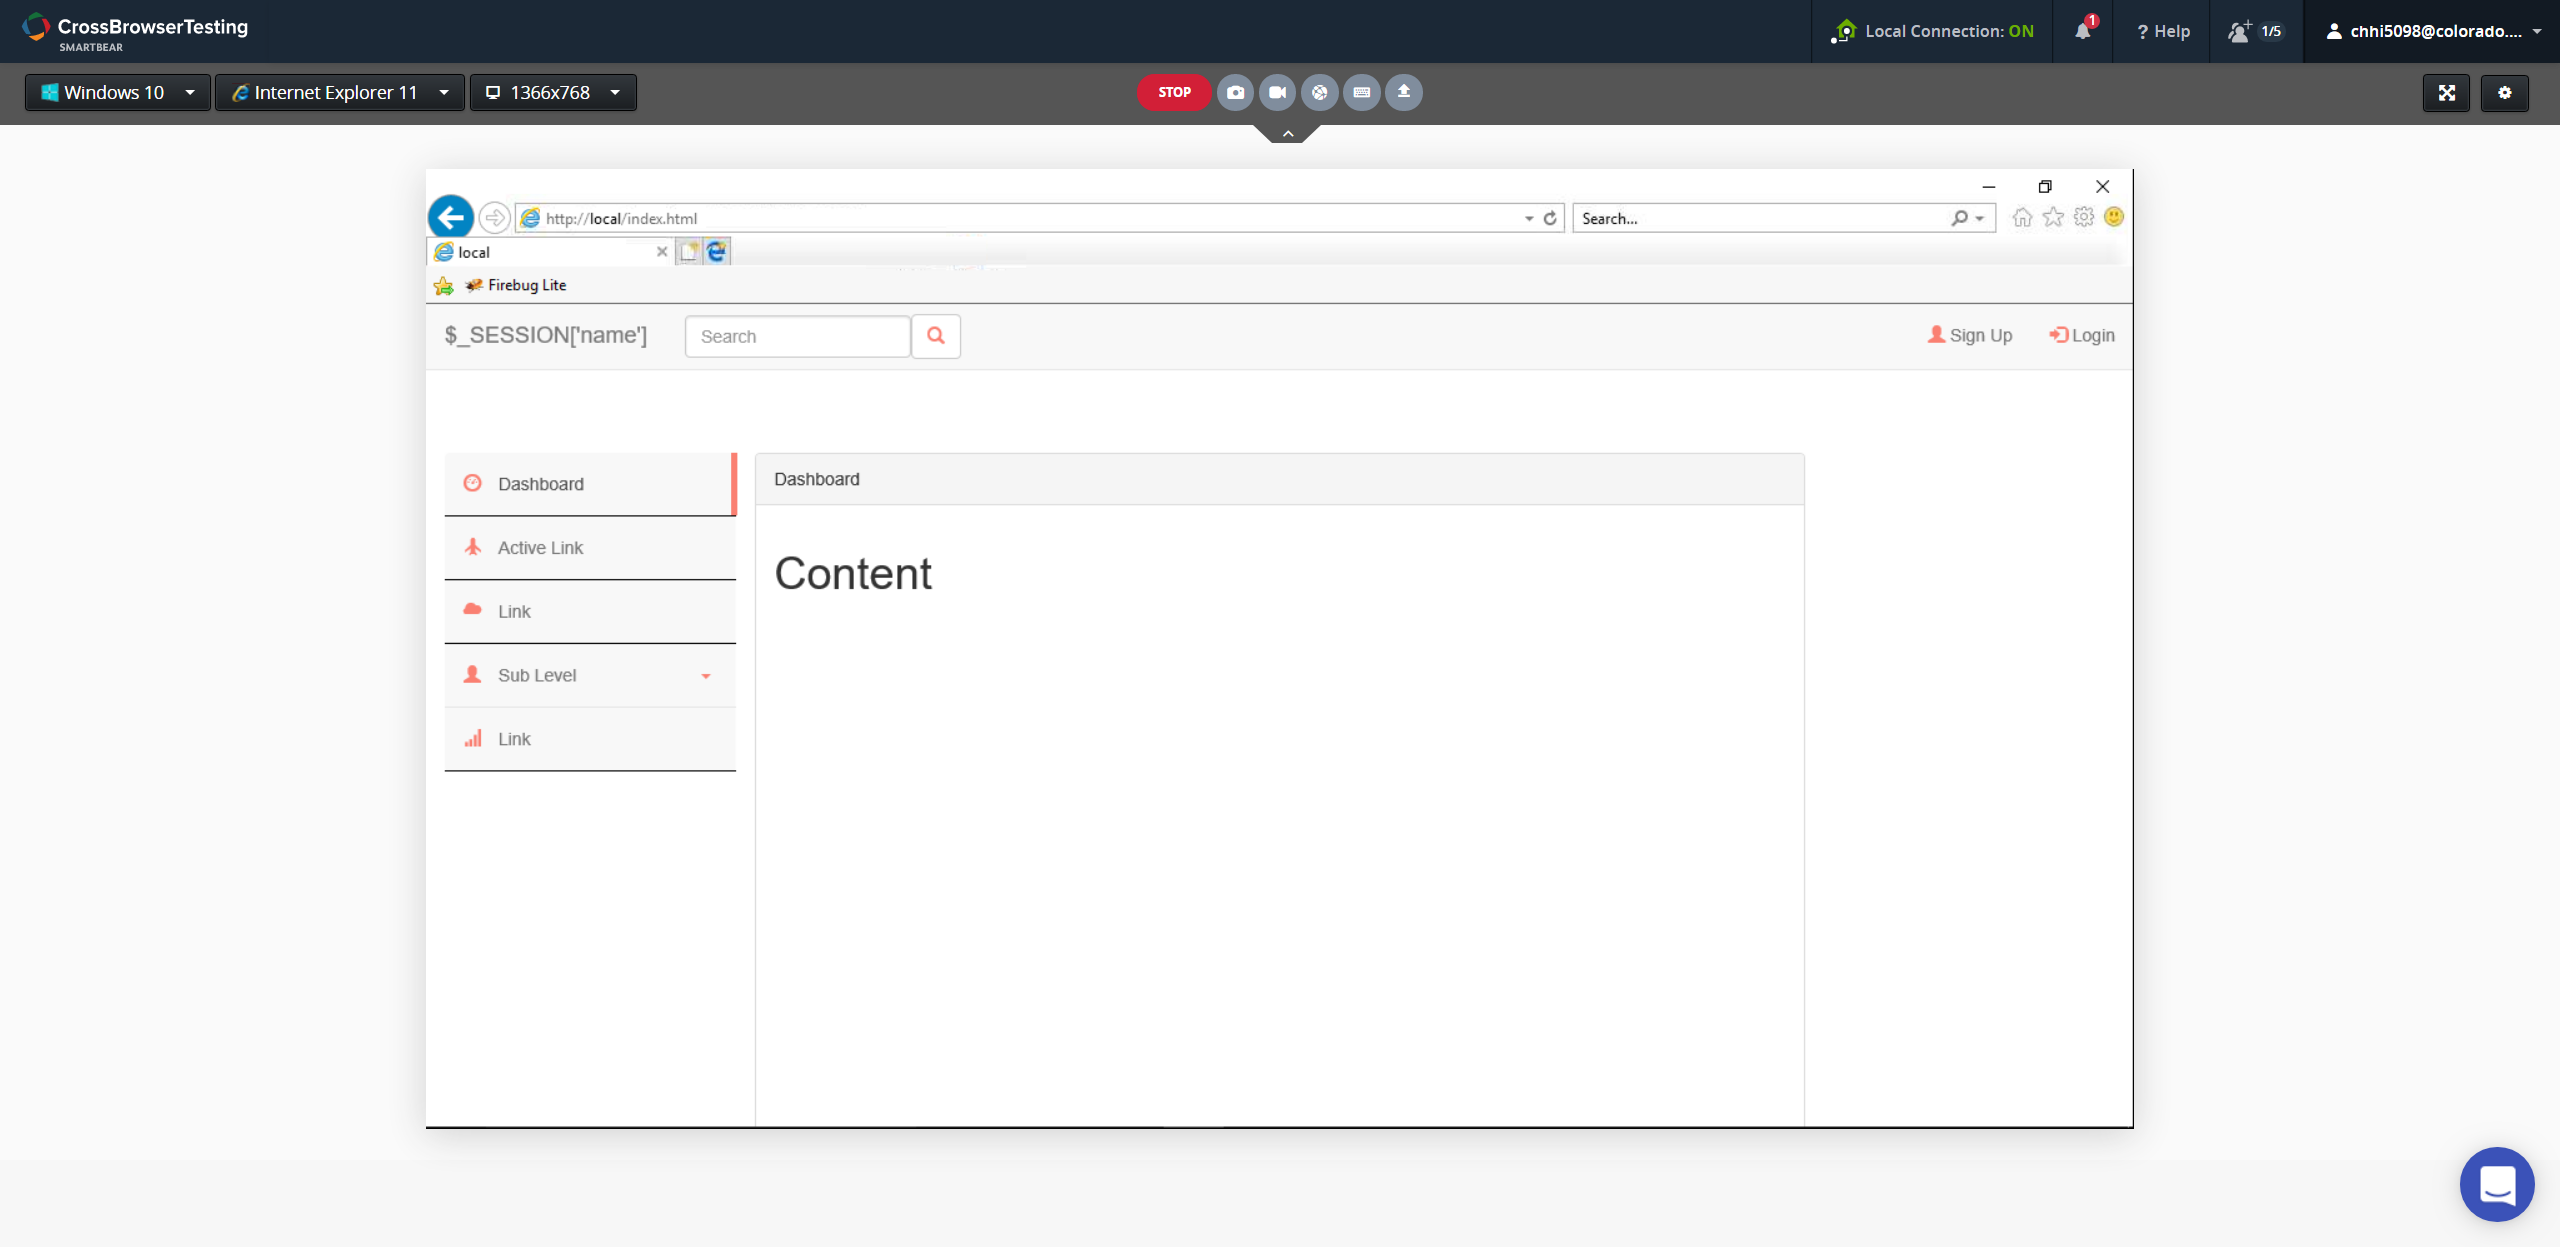 CrossBrowserTesting
SMARTBEAR
Local Connection: ON
1
? Help
1/5
chhi5098@colorado....
Windows 10
Internet Explorer 11
1366x768
STOP
http://local/index.html
Search...
local
Firebug Lite
$_SESSION['name']
Search
Sign Up
Login
Dashboard
Active Link
Link
Sub Level
Link
Dashboard
Content